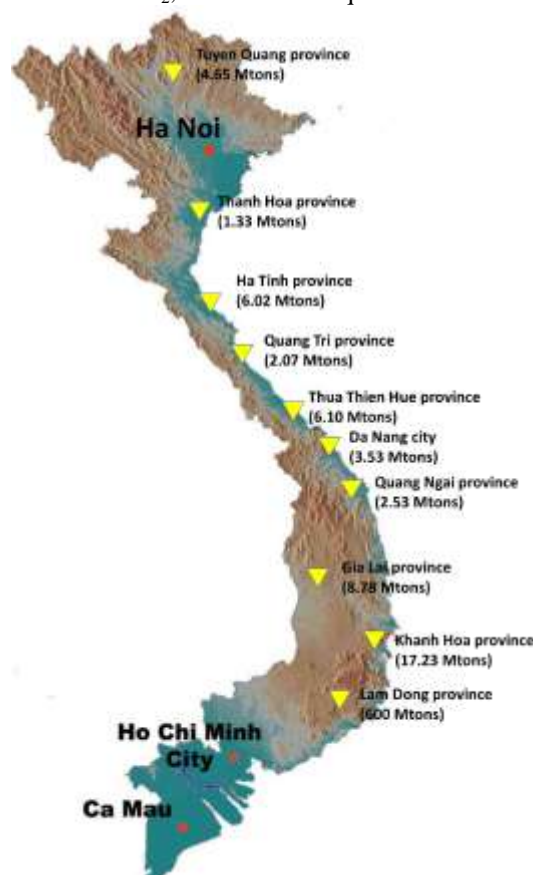 2,
Tuyen Quang province
(4.65 Mtons)
Ha Noi
Thanh Hoa province
(1.33 Mtons)
Ha Tinh province
(6.02 Mtons)
Quang Tri province
(2.07 Mtons)
Thua Thien Hue province
(6.10 Mtons)
Da Nang city
(3.53 Mtons)
Quang Ngai province
(2.53 Mtons)
Gia Lai province
(8.78 Mtons)
Khanh Hoa province
(17.23 Mtons)
Lam Dong province
(600 Mtons)
Ho Chi Minh
City
Ca Mau